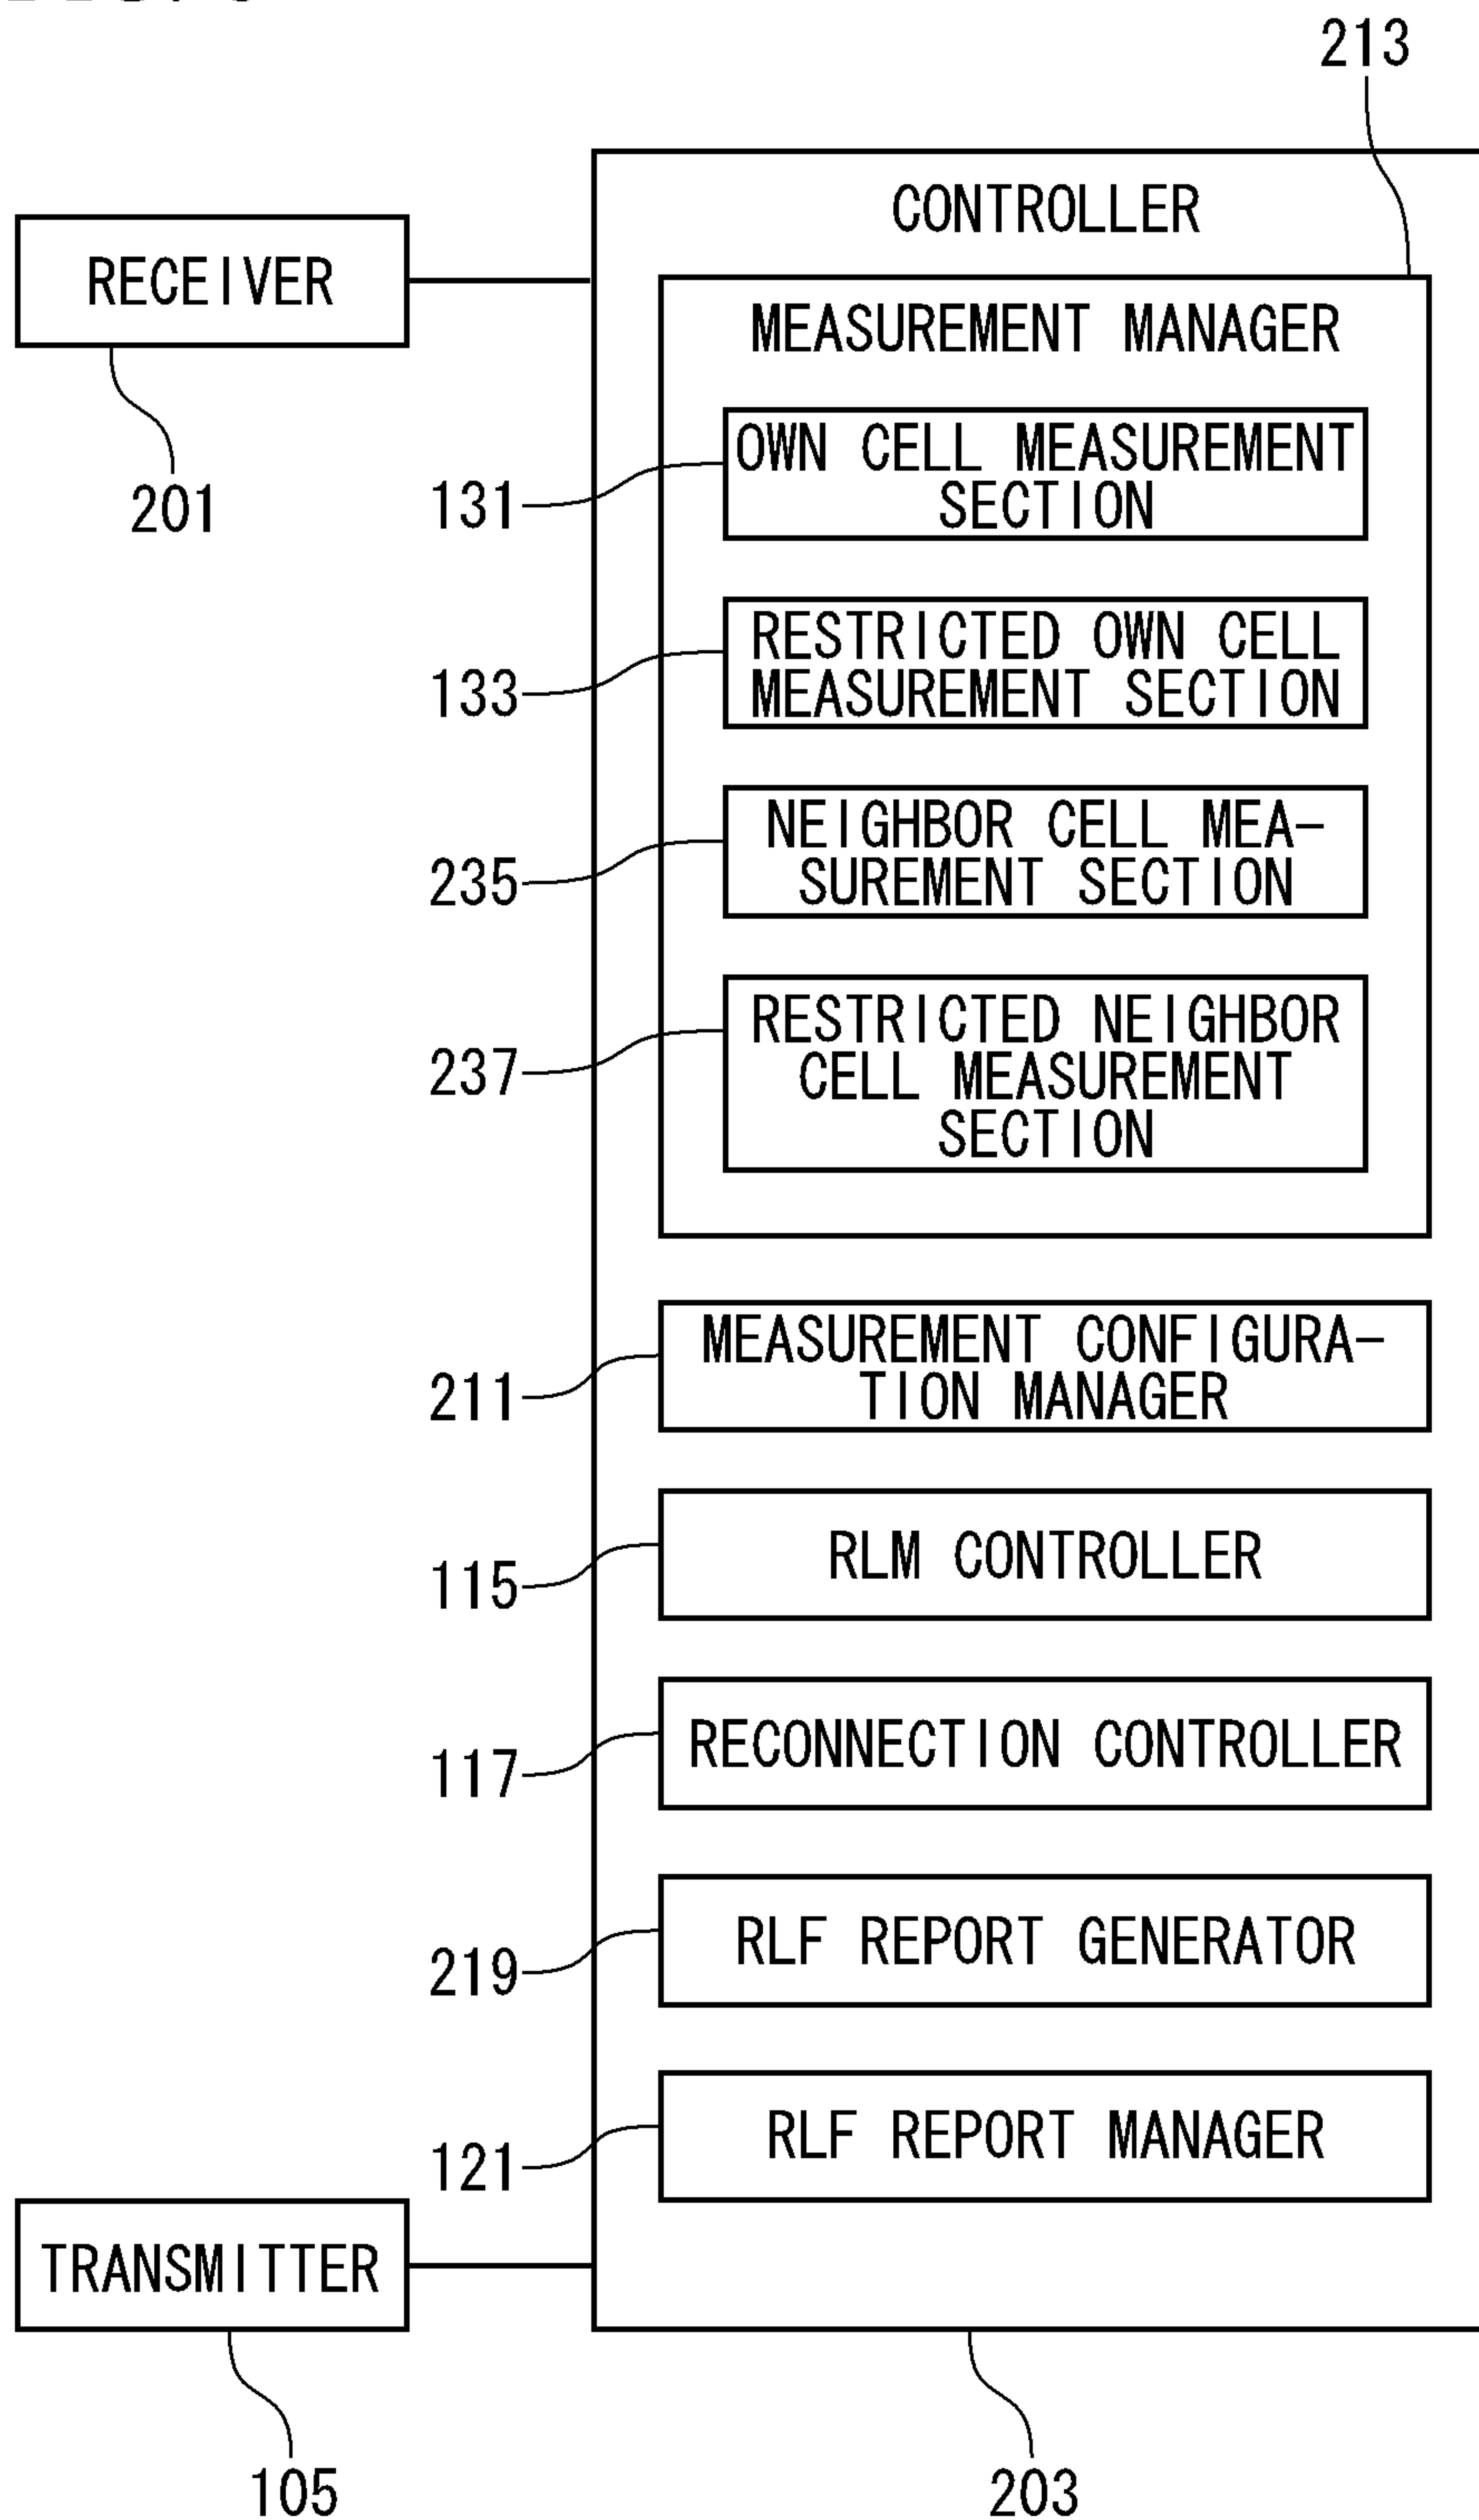 213
CONTROLLER
RECEIVER
201
MEASUREMENT MANAGER
OWN CELL MEASUREMENT
SECTION
131
RESTRICTED OWN CELL
MEASUREMENT SECTION
133
NEIGHBOR CELL MEA-
SUREMENT SECTION
235
RESTRICTED NEIGHBOR
CELL MEASUREMENT
SECTION
237
MEASUREMENT CONFIGURA-
TION MANAGER
211
RLM CONTROLLER
115
RECONNECTION CONTROLLER
117
RLF REPORT GENERATOR
219
RLF REPORT MANAGER
121
TRANSMITTER
105
203